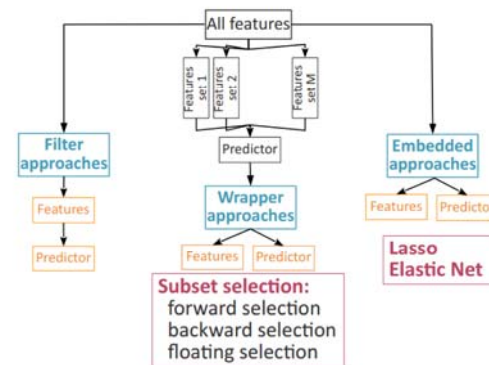 All features
Features
set 1
Features
set 2
Features
set M
Filter
approaches
Predictor
Embedded
approaches
Features
Wrapper
approaches
Features
Predictor
Predictor
Features
Predictor
Lasso
Elastic Net
Subset selection:
forward selection
backward selection
floating selection